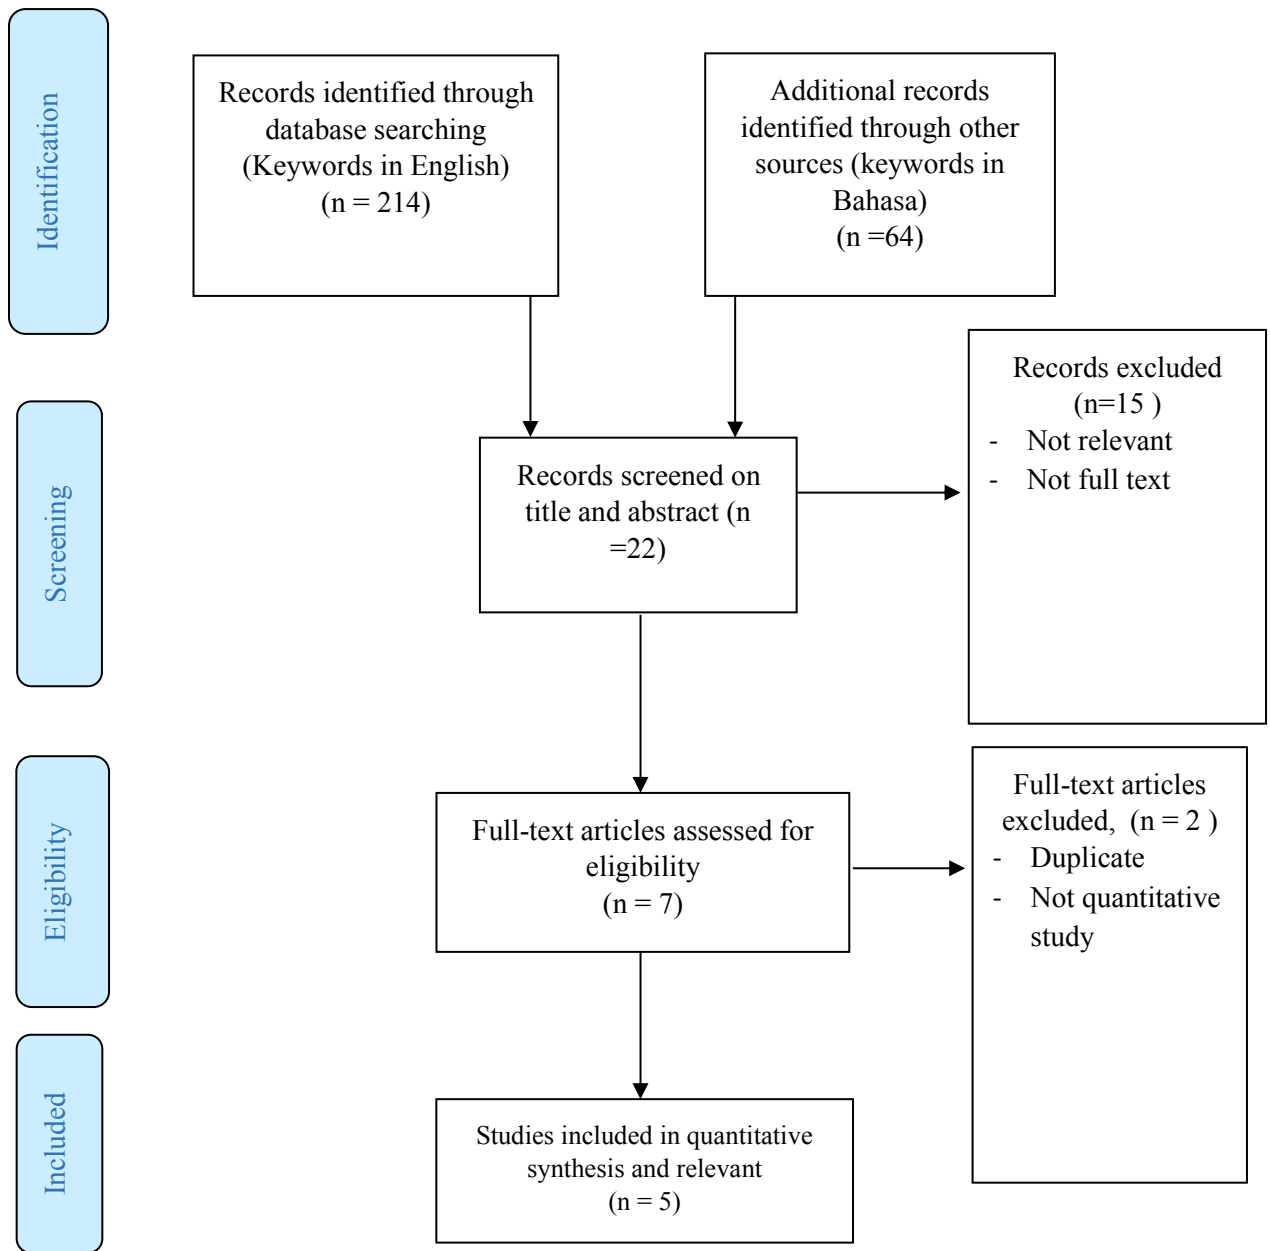 Identification
Records identified through
database searching
(Keywords in English)
(n = 214)
Additional records
identified through other
sources (keywords in
Bahasa)
(n =64)
Screening
Records screened on
title and abstract (n
=22)
Records excluded
(n=15 )
- Not relevant
- Not full text
Eligibility
Full-text articles assessed for
eligibility
(n = 7)
Full-text articles
excluded, (n = 2 )
- Duplicate
- Not quantitative
study
Included
Studies included in quantitative
synthesis and relevant
(n = 5)